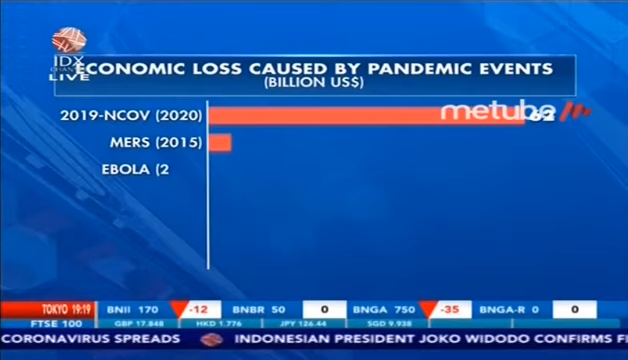 IDX
CHANNEL
LIVE
ECONOMIC LOSS CAUSED BY PANDEMIC EVENTS
(BILLION US$)
2019-NCOV (2020)
metube
62
MERS (2015)
EBOLA (2
TOKYO 19:19
BNII 170 -12 BNBR 50 0 BNGA 750 -35 BNGA-R 0 0
FTSE 100 GBP 17.848 HKD 1.776 JPY 126.44 SGD 9.938
CORONAVIRUS SPREADS INDONESIAN PRESIDENT JOKO WIDODO CONFIRMS FI